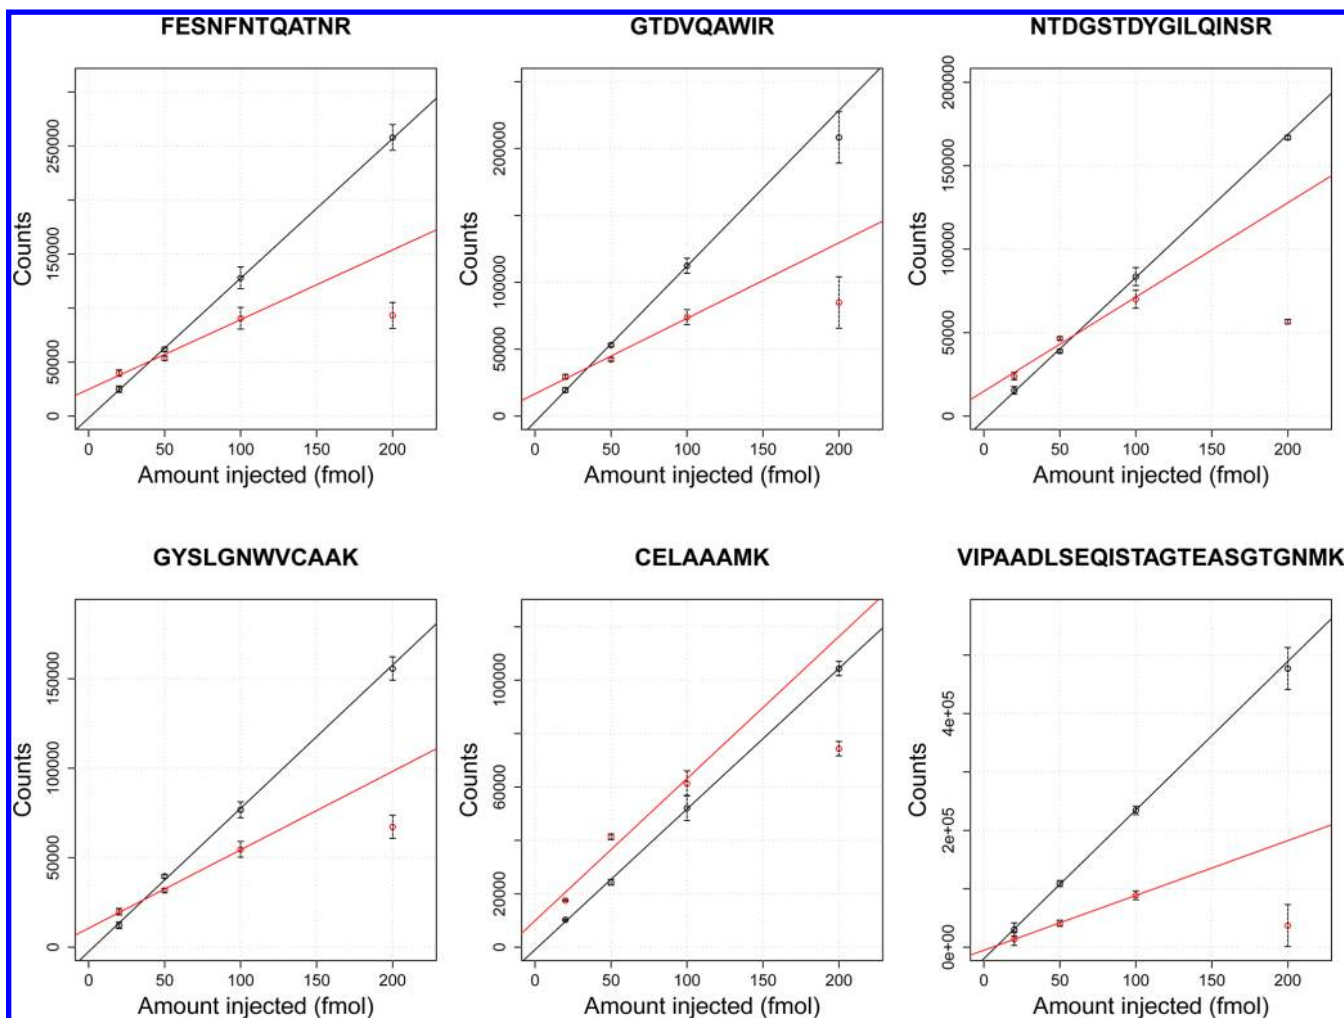 FESNFNTQATNR
GTDVQAWIR
NTDGSTDYGILQINSR
Counts
0
50000
150000
250000
0 50 100 150 200
Amount injected (fmol)
Counts
0
50000
100000
200000
0 50 100 150 200
Amount injected (fmol)
Counts
0
50000
100000
150000
200000
0 50 100 150 200
Amount injected (fmol)
GYSLGNWVCAAK
CELAAAMK
VIPAADLSEQISTAGTEASGTGNMK
Counts
0
50000
100000
150000
0 50 100 150 200
Amount injected (fmol)
Counts
0
20000
60000
100000
0 50 100 150 200
Amount injected (fmol)
Counts
0e+00
2e+05
4e+05
0 50 100 150 200
Amount injected (fmol)